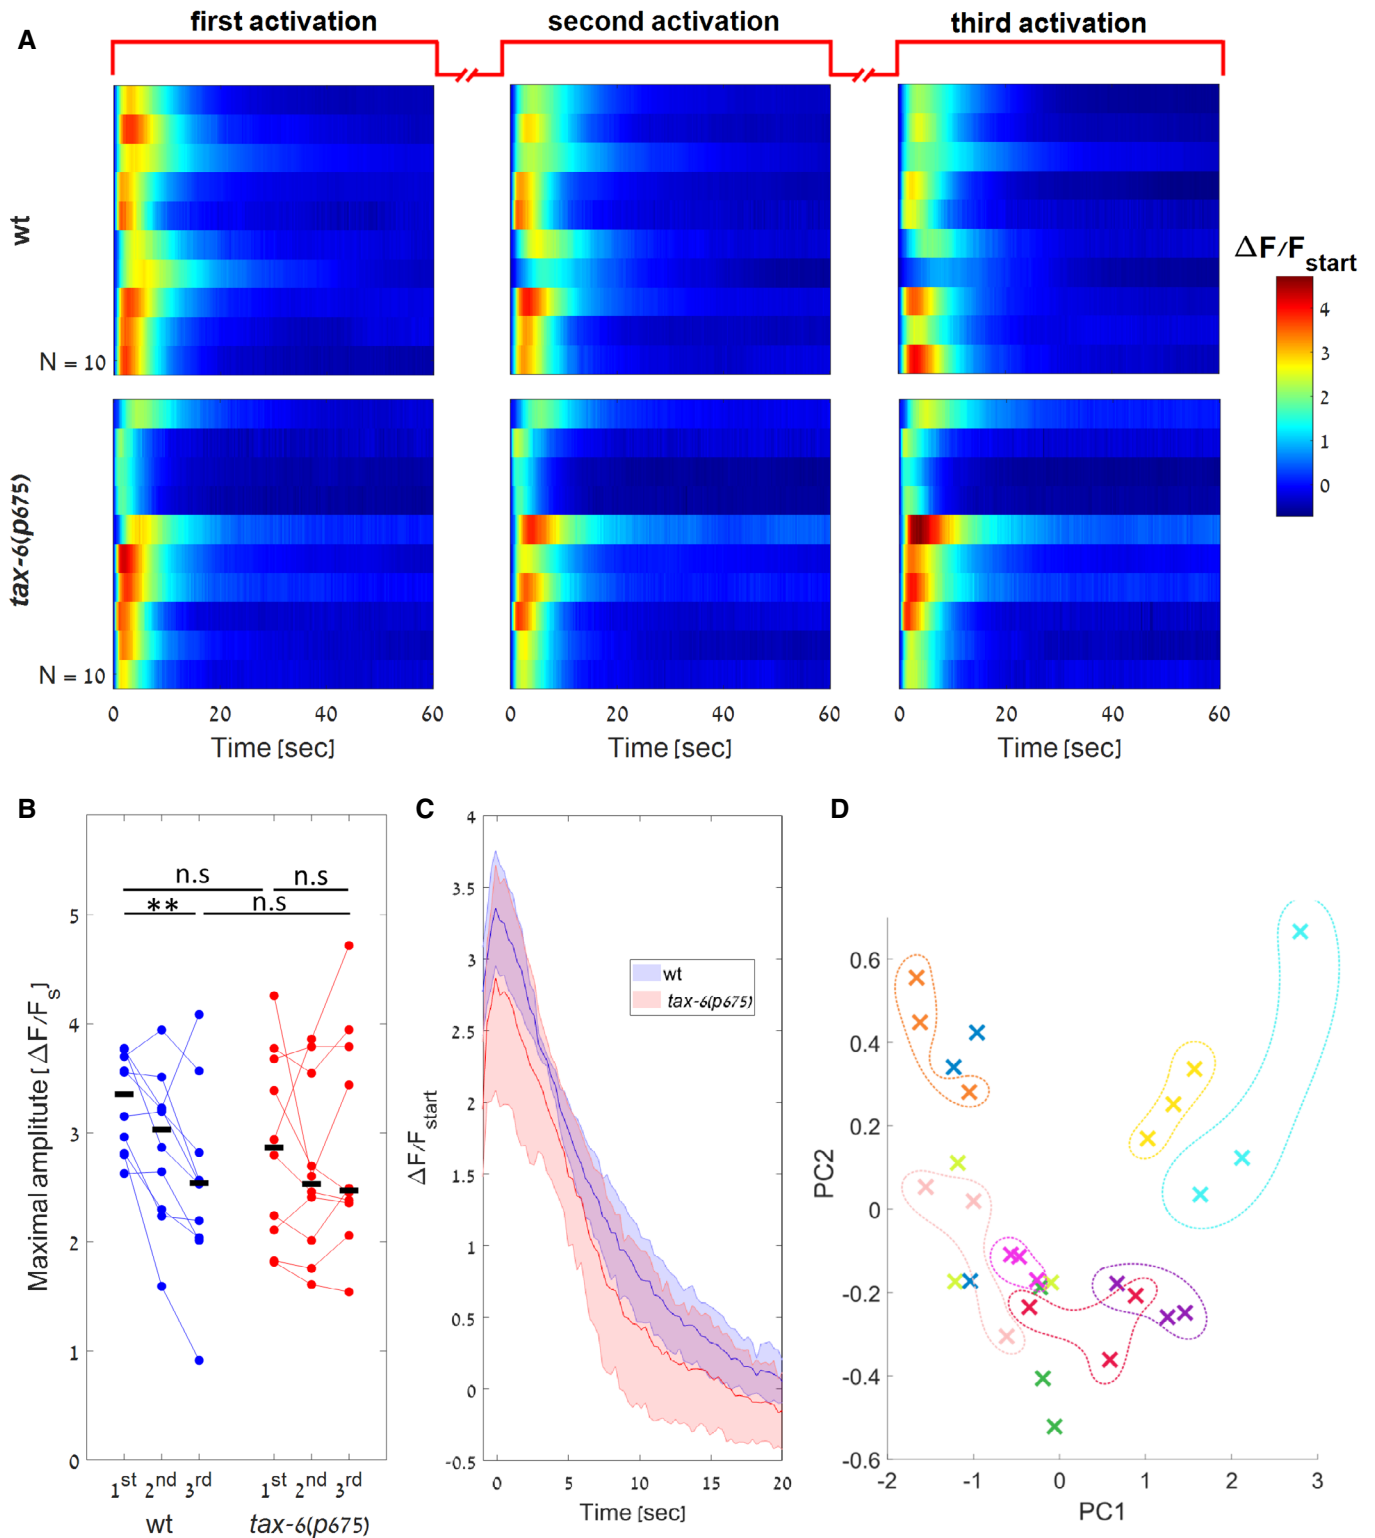 A
first activation
second activation
third activation
wt
N = 10
tax-6(p675)
N = 10
0 20 40 60
0 20 40 60
0 20 40 60
Time [sec]
Time [sec]
Time [sec]
ΔF/Fstart
4
3
2
1
0
B
n.s
n.s
**
n.s
5
4
3
2
1
0
Maximal amplitute [ΔF/Fs]
1st 2nd 3rd
1st 2nd 3rd
wt
tax-6(p675)
C
4
3.5
3
2.5
2
1.5
1
0.5
0
-0.5
ΔF/Fstart
wt
tax-6(p675)
0 5 10 15 20
Time [sec]
D
0.6
0.4
0.2
0
-0.2
-0.4
-0.6
PC2
-2 -1 0 1 2 3
PC1